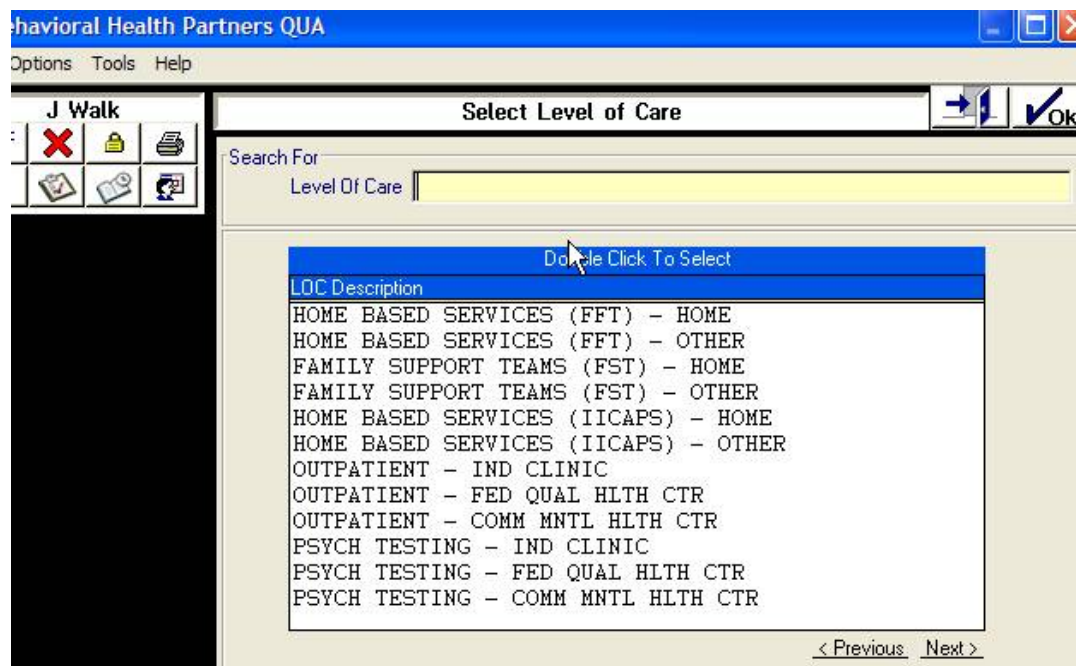 ehavioral Health Partners QUA
Options Tools Help
J Walk
Select Level of Care
Ok
Search For
Level Of Care
Double Click To Select
LOC Description
HOME BASED SERVICES (FFT) – HOME
HOME BASED SERVICES (FFT) – OTHER
FAMILY SUPPORT TEAMS (FST) – HOME
FAMILY SUPPORT TEAMS (FST) – OTHER
HOME BASED SERVICES (IICAPS) – HOME
HOME BASED SERVICES (IICAPS) – OTHER
OUTPATIENT – IND CLINIC
OUTPATIENT – FED QUAL HLTH CTR
OUTPATIENT – COMM MNTL HLTH CTR
PSYCH TESTING – IND CLINIC
PSYCH TESTING – FED QUAL HLTH CTR
PSYCH TESTING – COMM MNTL HLTH CTR
< Previous Next >